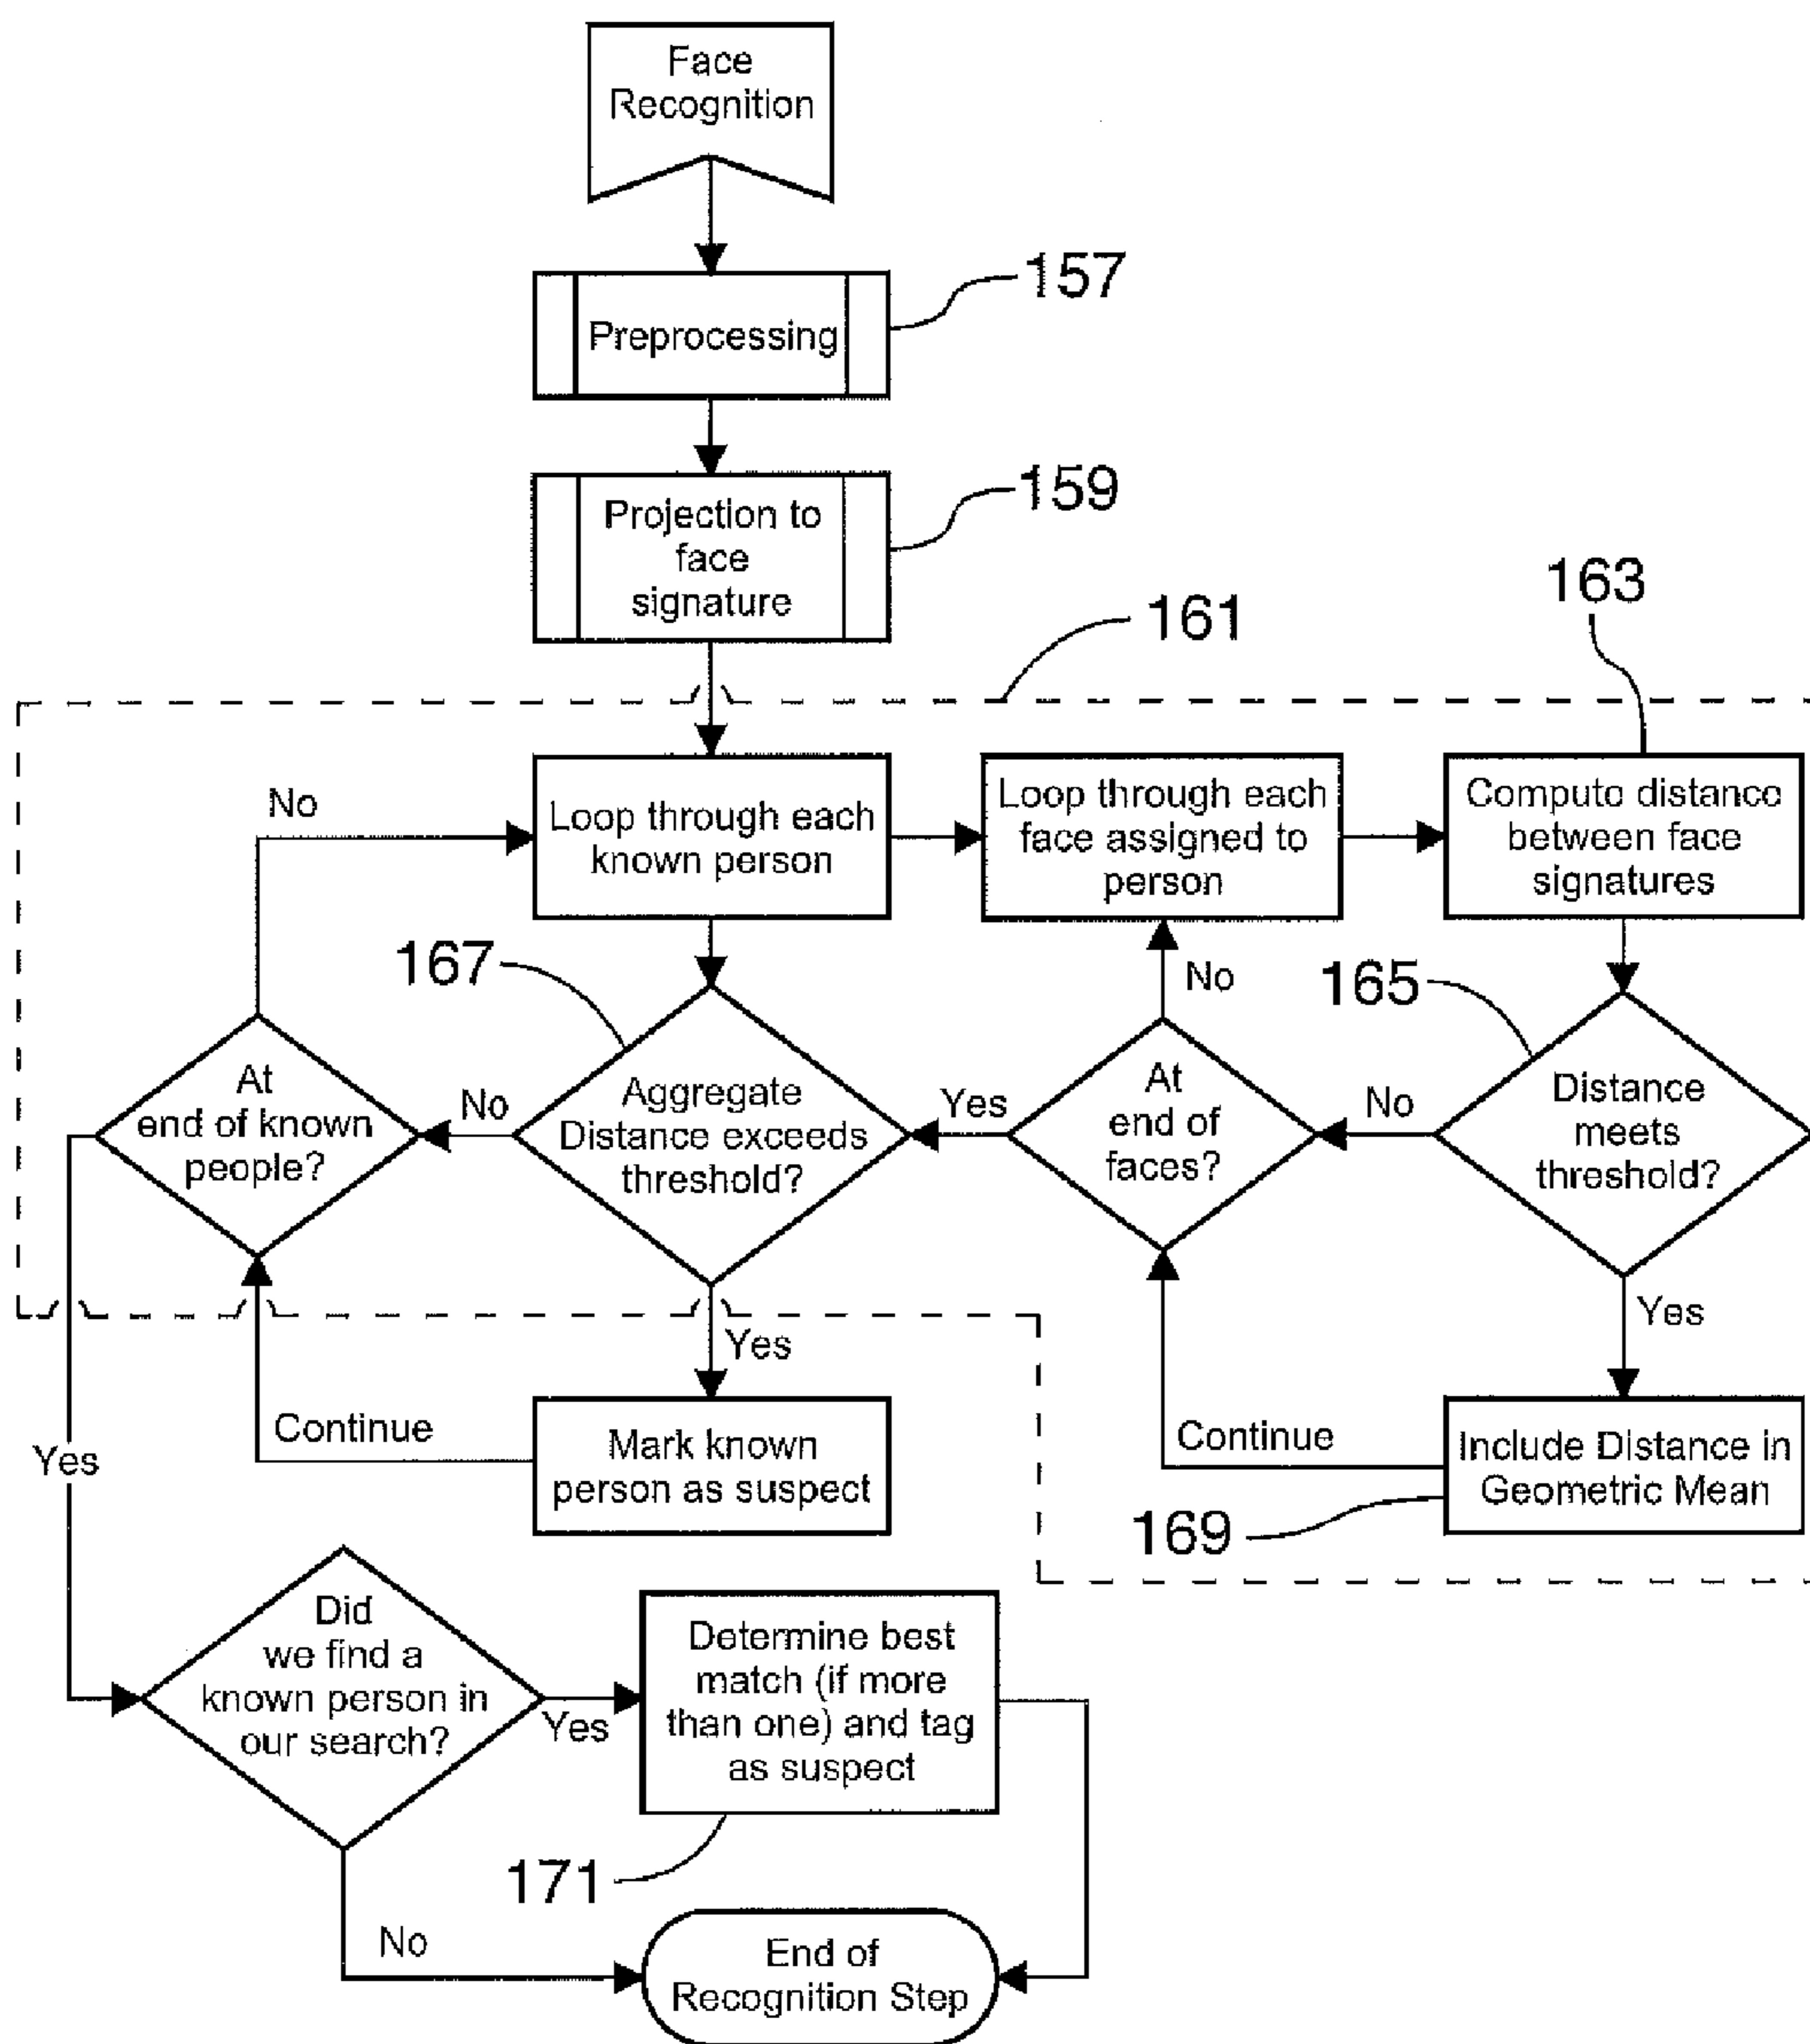 Face
Recognition
157
Preprocessing
159
Projection to
face
signature
161
163
No
Loop through each
known person
Loop through each
face assigned to
person
Computo distance
between face
signatures
167
No
165
At
end of known
people?
No
Aggregate
Distance exceeds
threshold?
Yes
At
end of
faces?
No
Distance
meets
threshold?
Yes
Yes
Yes
Continue
Mark known
person as suspect
Continue
Include Distance in
Geometric Mean
169
Did
we find a
known person in
our search?
Yes
Determine best
match (if more
than one) and tag
as suspect
171
No
End of
Recognition Step